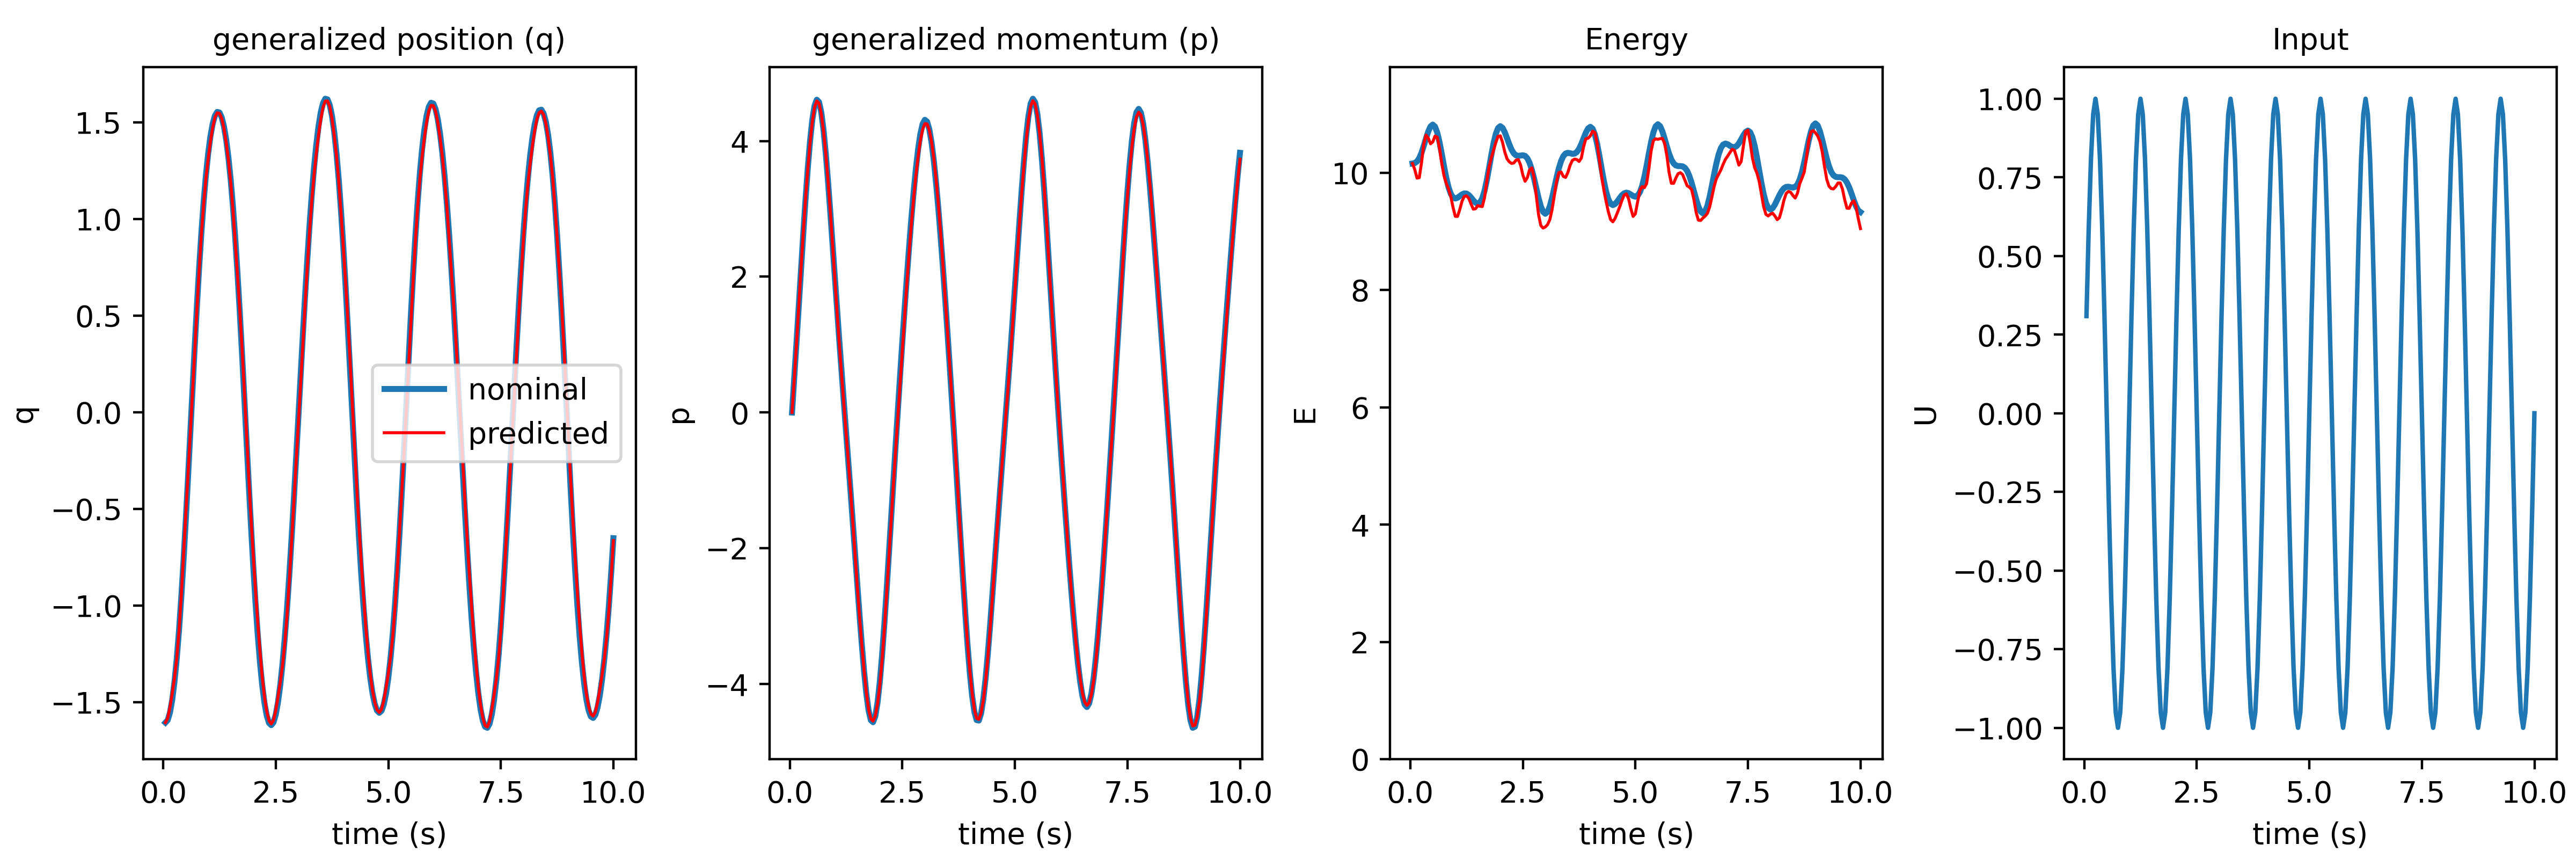 generalized position (q)
1.5
1.0
0.5
0.0
−0.5
−1.0
−1.5
q
nominal
predicted
0.0 2.5 5.0 7.5 10.0
time (s)
generalized momentum (p)
4
2
0
−2
−4
p
0.0 2.5 5.0 7.5 10.0
time (s)
Energy
10
8
6
4
2
0
E
0.0 2.5 5.0 7.5 10.0
time (s)
Input
1.00
0.75
0.50
0.25
0.00
−0.25
−0.50
−0.75
−1.00
U
0.0 2.5 5.0 7.5 10.0
time (s)